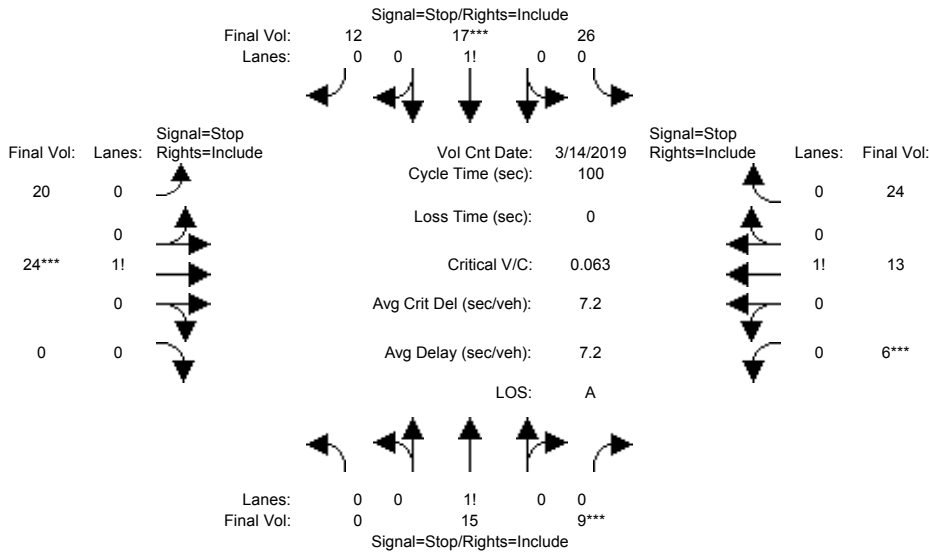 Signal=Stop/Rights=Include
Final Vol: 12 17*** 26
Lanes: 0 0 1! 0 0
Signal=Stop
Final Vol: Lanes: Rights=Include
20 0
0
24*** 1!
0
0 0
Vol Cnt Date: 3/14/2019
Cycle Time (sec): 100
Loss Time (sec): 0
Critical V/C: 0.063
Avg Crit Del (sec/veh): 7.2
Avg Delay (sec/veh): 7.2
LOS: A
Signal=Stop
Rights=Include Lanes: Final Vol:
0 24
0
1! 13
0
0 6***
Lanes: 0 0 1! 0 0
Final Vol: 0 15 9***
Signal=Stop/Rights=Include